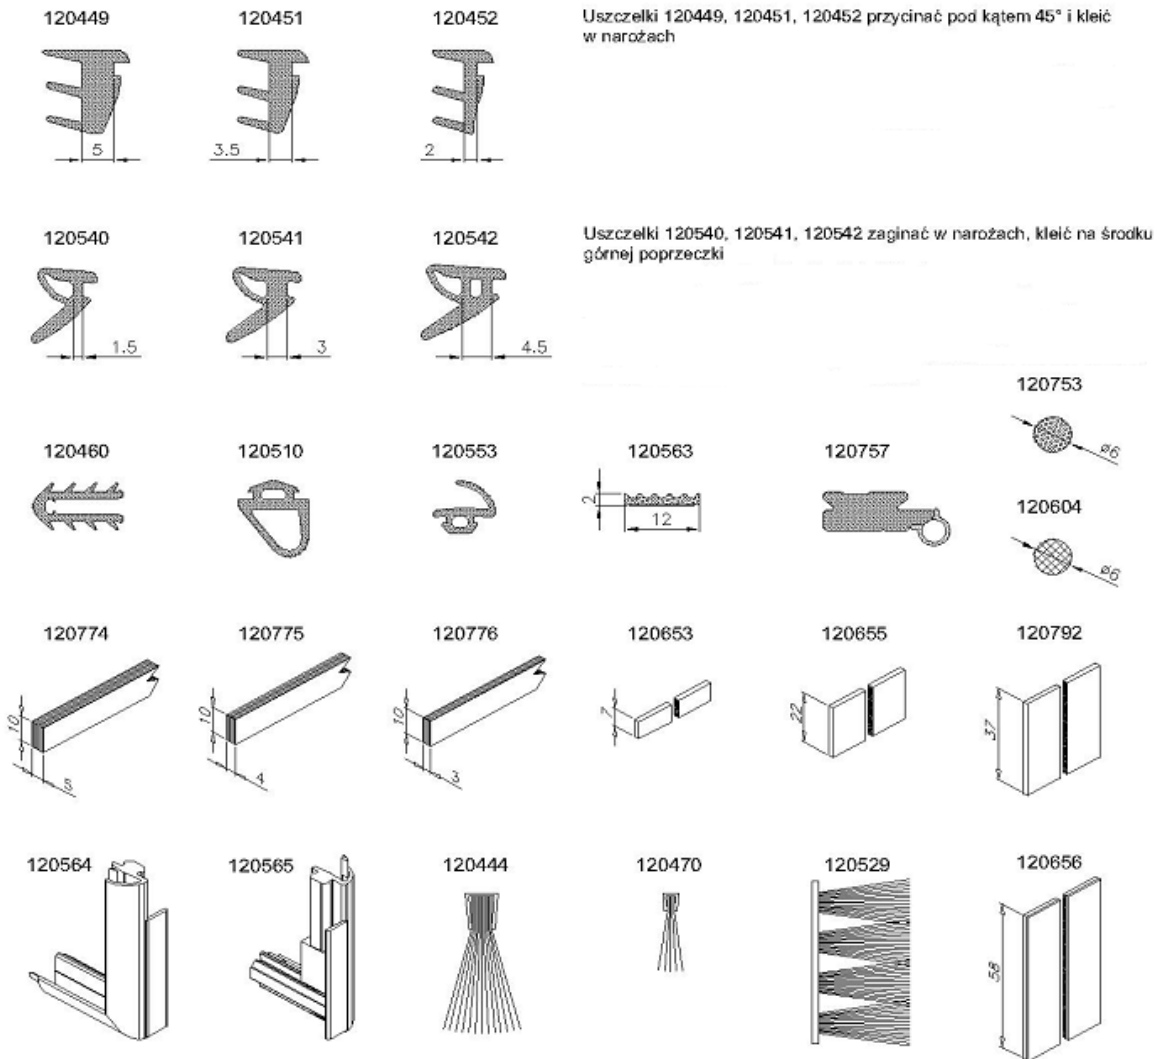 120449 120451 120452 Uszczelki 120449, 120451, 120452 przycinać pod kątem 45° i kleić
w narożach
5 3.5 2
120540 120541 120542 Uszczelki 120540, 120541, 120542 zaginać w narożach, kleić na środku
górnej poprzeczki
1.5 3 4.5
120753
ø6
120460 120510 120553 120563 120757
2
12
120604
ø6
120774 120775 120776 120653 120655 120792
10 10 10 7 22 37
5 4 3
120564 120565 120444 120470 120529 120656
58